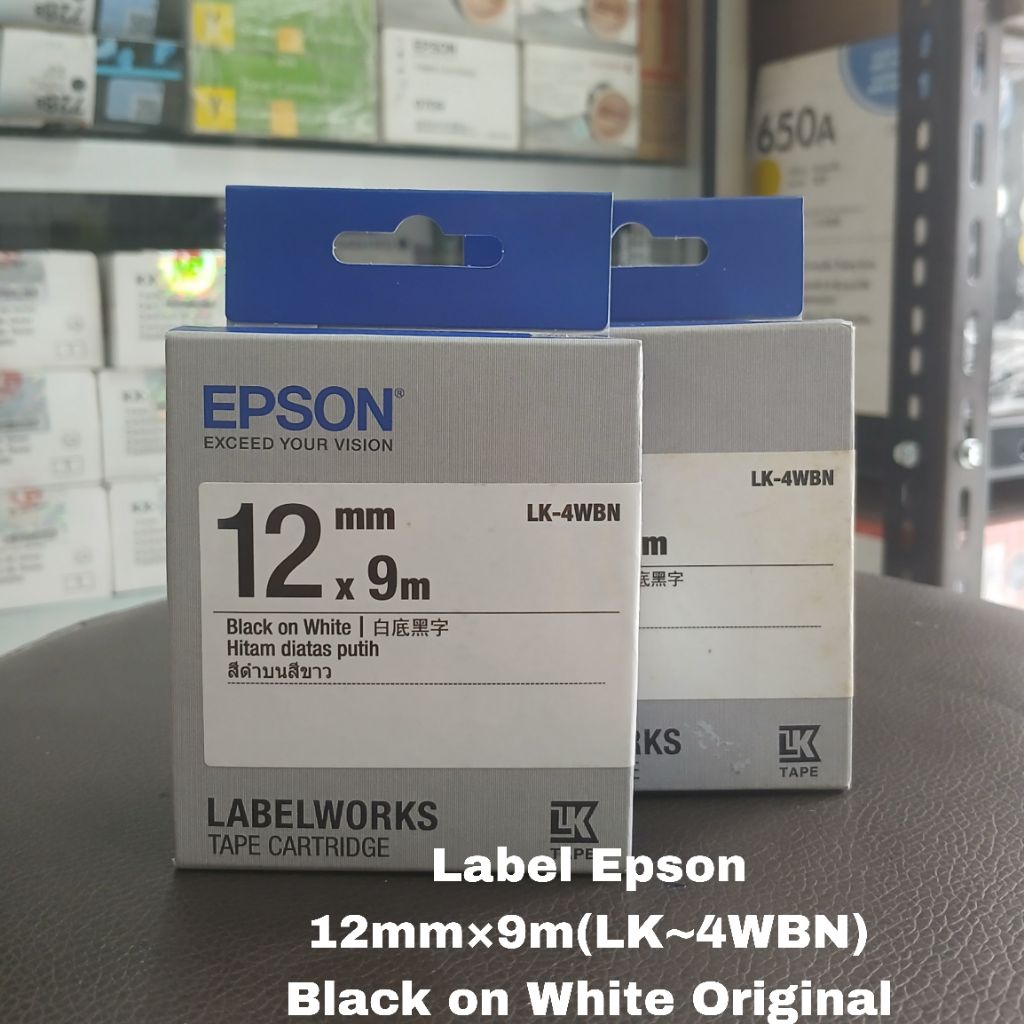 EPSON
650A
EPSON®
EXCEED YOUR VISION
12 mm x 9m
LK-4WBN
Black on White | 白底黑字
Hitam diatas putih
สีดำบนสีขาว
LABELWORKS
TAPE CARTRIDGE
LK
TAPE
LK-4WBN
m
底黑字
RKS
LK
TAPE
Label Epson
12mm×9m(LK~4WBN)
Black on White Original